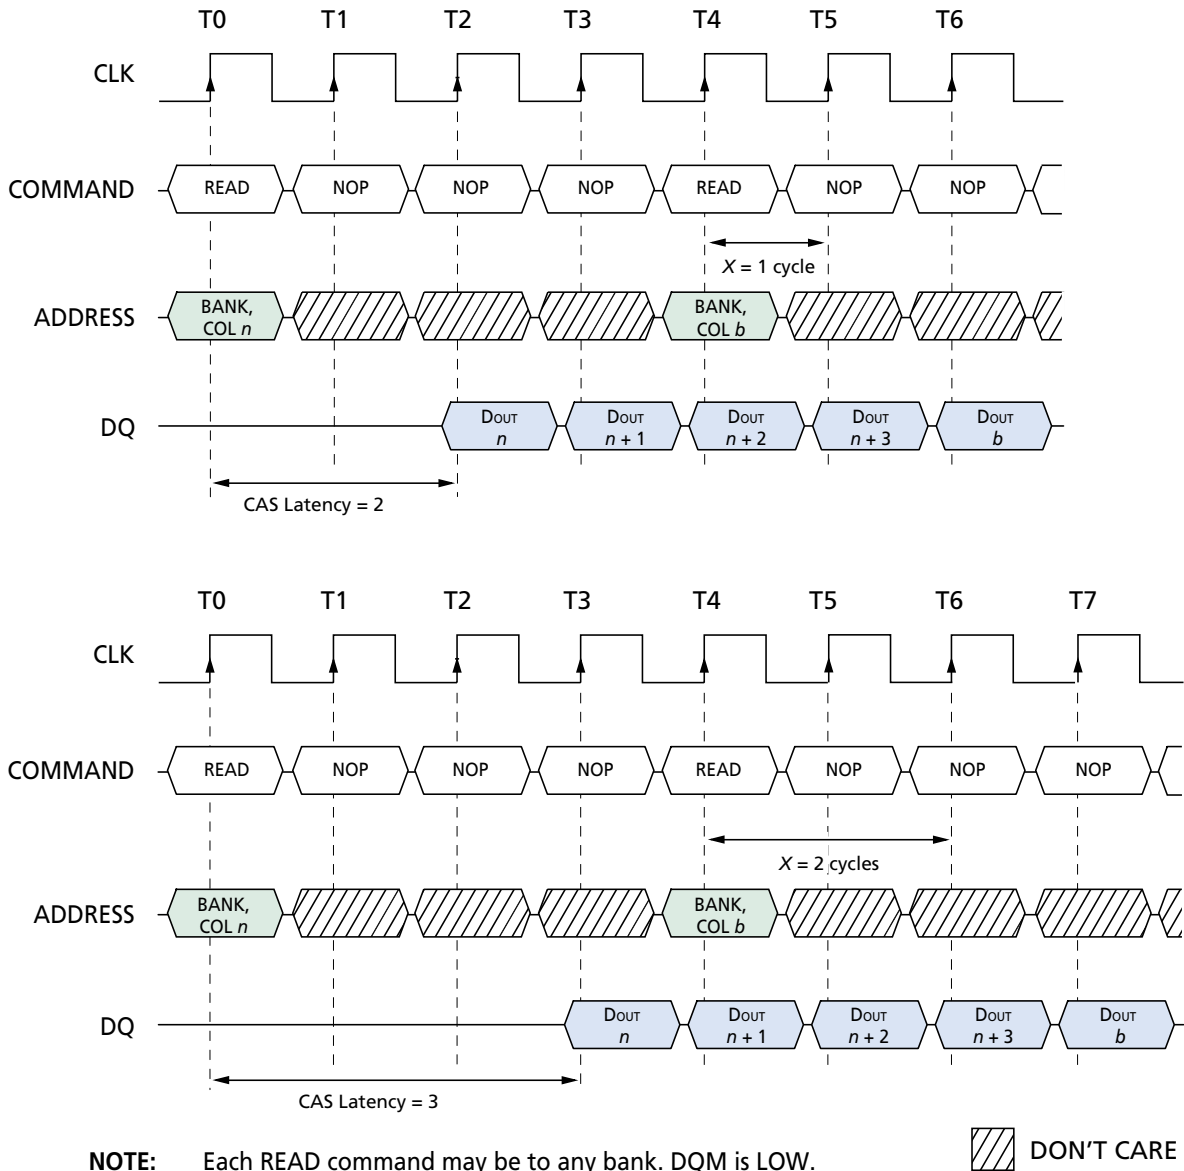 T0 T1 T2 T3 T4 T5 T6
CLK
COMMAND READ NOP NOP NOP READ NOP NOP
X = 1 cycle
ADDRESS BANK, COL n BANK, COL b
DQ DOUT n DOUT n + 1 DOUT n + 2 DOUT n + 3 DOUT b
CAS Latency = 2
T0 T1 T2 T3 T4 T5 T6 T7
CLK
COMMAND READ NOP NOP NOP READ NOP NOP NOP
X = 2 cycles
ADDRESS BANK, COL n BANK, COL b
DQ DOUT n DOUT n + 1 DOUT n + 2 DOUT n + 3 DOUT b
CAS Latency = 3
NOTE: Each READ command may be to any bank. DQM is LOW.
DON'T CARE